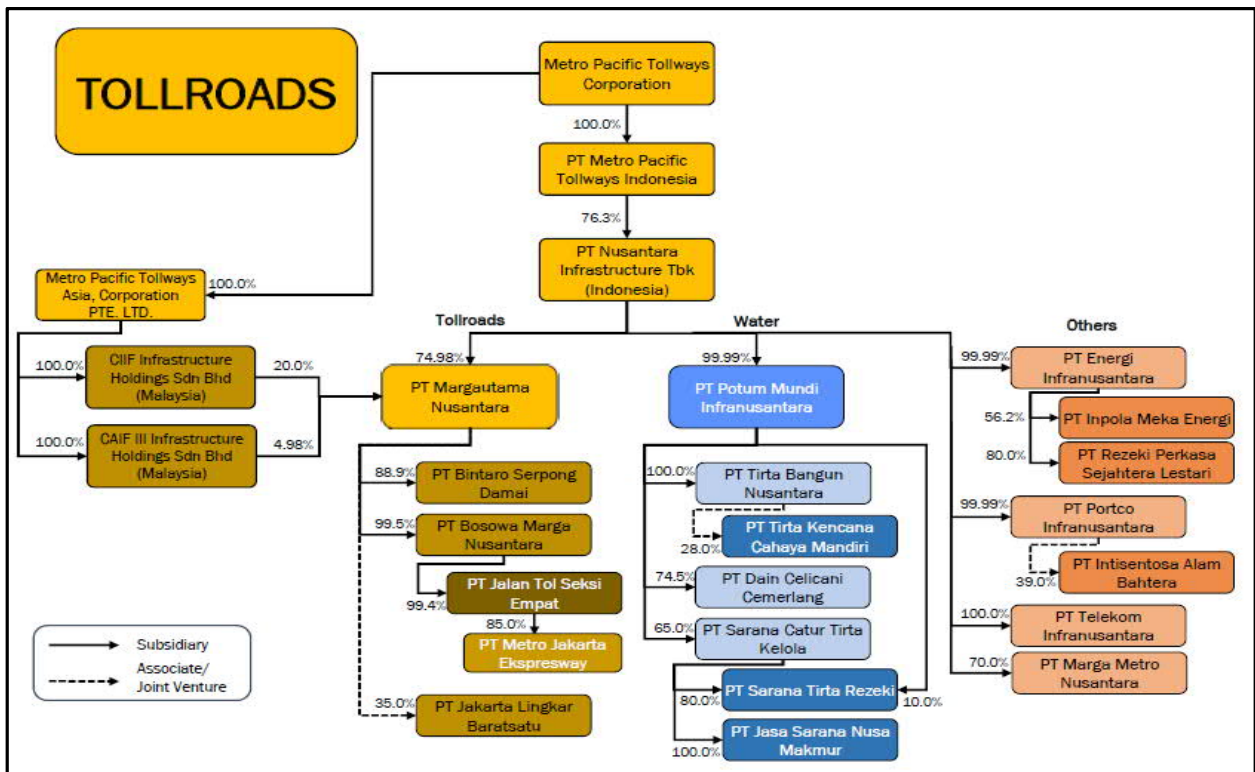 TOLLROADS
Metro Pacific Tollways
Corporation
100.0%
PT Metro Pacific
Tollways Indonesia
76.3%
PT Nusantara
Infrastructure Tbk
(Indonesia)
Metro Pacific Tollways
Asia, Corporation
PTE. LTD.
100.0%
100.0%
CIIF Infrastructure
Holdings Sdn Bhd
(Malaysia)
20.0%
100.0%
CAIF III Infrastructure
Holdings Sdn Bhd
(Malaysia)
4.98%
Tollroads
74.98%
PT Margautama
Nusantara
88.9%
PT Bintaro Serpong
Damai
99.5%
PT Bosowa Marga
Nusantara
99.4%
PT Jalan Tol Seksi
Empat
85.0%
PT Metro Jakarta
Ekspresway
35.0%
PT Jakarta Lingkar
Baratsatu
Water
99.99%
PT Potum Mundi
Infranusantara
100.0%
PT Tirta Bangun
Nusantara
28.0%
PT Tirta Kencana
Cahaya Mandiri
74.5%
PT Dain Celicani
Cemerlang
65.0%
PT Sarana Catur Tirta
Kelola
80.0%
PT Sarana Tirta Rezeki
10.0%
100.0%
PT Jasa Sarana Nusa
Makmur
Others
99.99%
PT Energi
Infranusantara
56.2%
PT Inpola Meka Energi
80.0%
PT Rezeki Perkasa
Sejahtera Lestari
99.99%
PT Portco
Infranusantara
39.0%
PT Intisentosa Alam
Bahtera
100.0%
PT Telekom
Infranusantara
70.0%
PT Marga Metro
Nusantara
Subsidiary
Associate/
Joint Venture